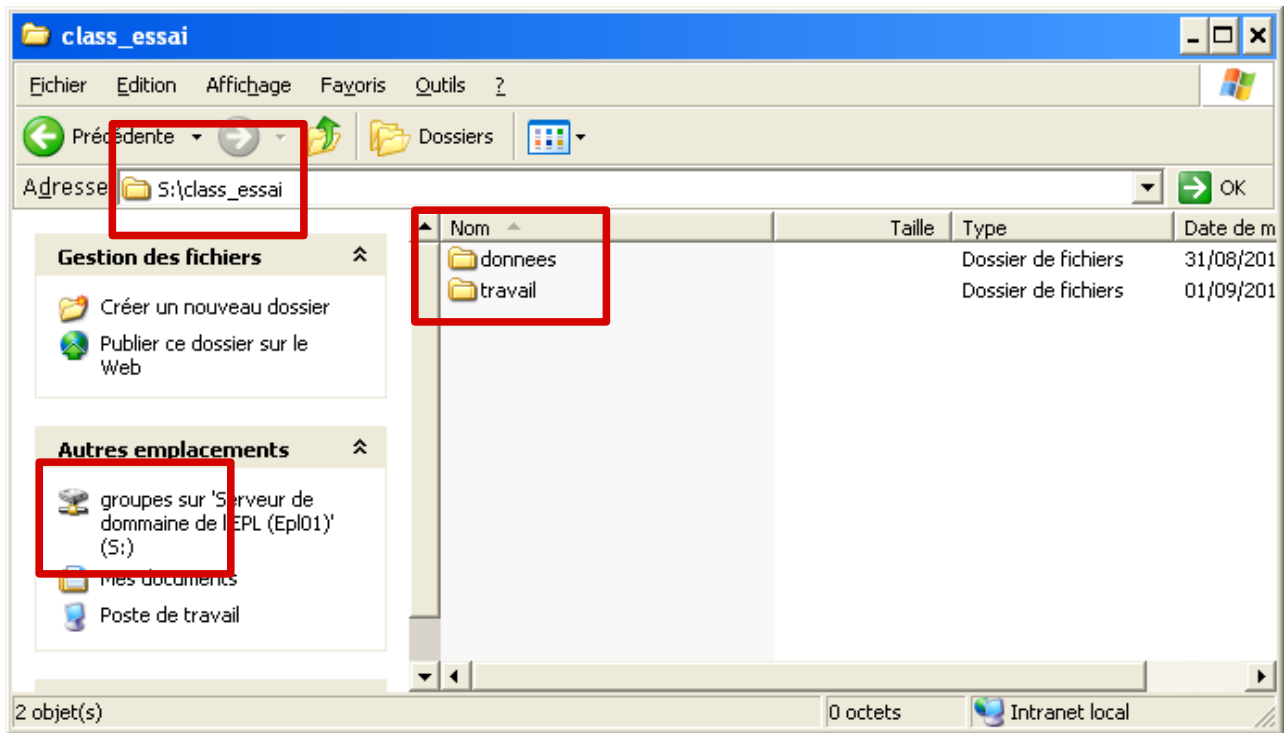 class_essai
Fichier Edition Affichage Favoris Outils ?
Précédente Dossiers
Adresse S:\class_essai OK
Gestion des fichiers
Créer un nouveau dossier
Publier ce dossier sur le
Web
Autres emplacements
groupes sur 'Serveur de
dommaine de l'EPL (Epl01)'
(S:)
Mes documents
Poste de travail
Nom Taille Type Date de m
donnees Dossier de fichiers 31/08/201
travail Dossier de fichiers 01/09/201
2 objet(s) 0 octets Intranet local